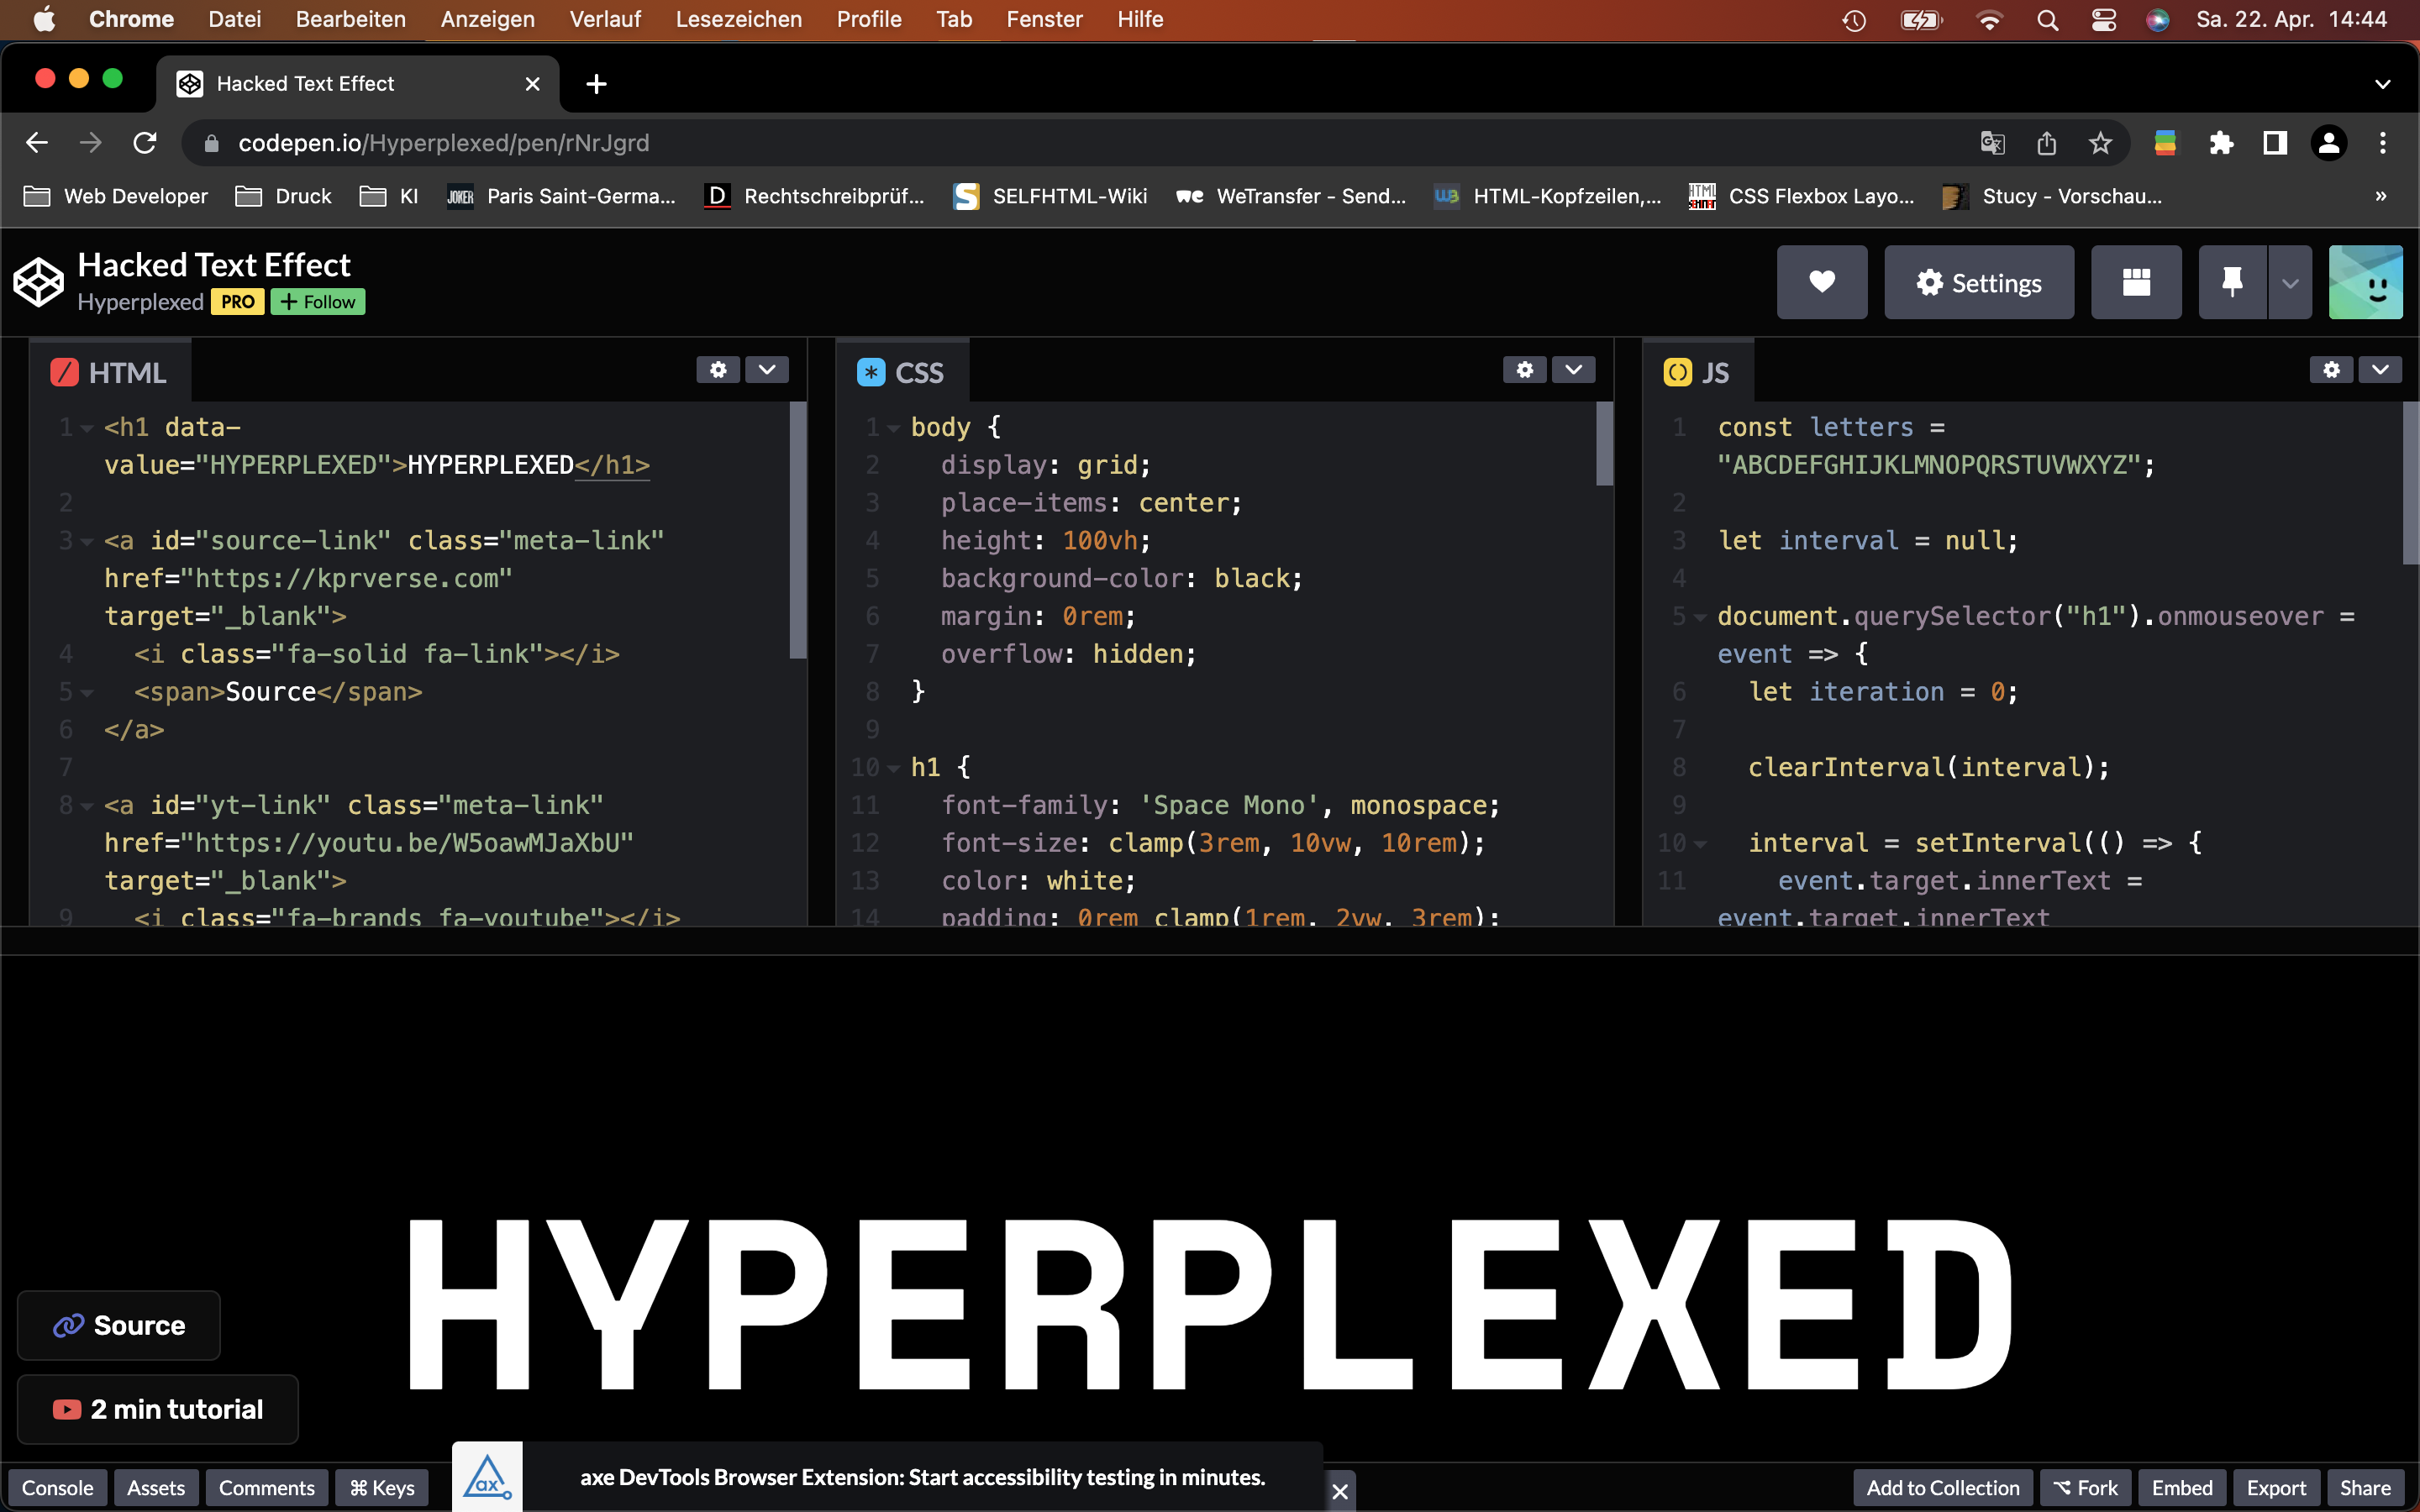 Chrome Datei Bearbeiten Anzeigen Verlauf Lesezeichen Profile Tab Fenster Hilfe Sa. 22. Apr. 14:44
Hacked Text Effect
codepen.io/Hyperplexed/pen/rNrJgrd
Web Developer Druck KI JOKER Paris Saint-Germa... D Rechtschreibprüf... S SELFHTML-Wiki we WeTransfer – Send... W3 HTML-Kopfzeilen,... CSS Flexbox Layo... Stucy - Vorschau... »
Hacked Text Effect
Hyperplexed PRO + Follow
Settings
HTML
1 <h1 data-
value="HYPERPLEXED">HYPERPLEXED</h1>
2
3 <a id="source-link" class="meta-link"
href="https://kprverse.com"
target="_blank">
4 <i class="fa-solid fa-link"></i>
5 <span>Source</span>
6 </a>
7
8 <a id="yt-link" class="meta-link"
href="https://youtu.be/W5oawMJaXbU"
target="_blank">
9 <i class="fa-brands fa-youtube"></i>
CSS
1 body {
2 display: grid;
3 place-items: center;
4 height: 100vh;
5 background-color: black;
6 margin: 0rem;
7 overflow: hidden;
8 }
9
10 h1 {
11 font-family: 'Space Mono', monospace;
12 font-size: clamp(3rem, 10vw, 10rem);
13 color: white;
14 padding: 0rem clamp(1rem, 2vw, 3rem);
JS
1 const letters =
"ABCDEFGHIJKLMNOPQRSTUVWXYZ";
2
3 let interval = null;
4
5 document.querySelector("h1").onmouseover =
event => {
6 let iteration = 0;
7
8 clearInterval(interval);
9
10 interval = setInterval(() => {
11 event.target.innerText =
event.target.innerText
HYPERPLEXED
Source
2 min tutorial
ax axe DevTools Browser Extension: Start accessibility testing in minutes.
Console Assets Comments ⌘ Keys Add to Collection Fork Embed Export Share